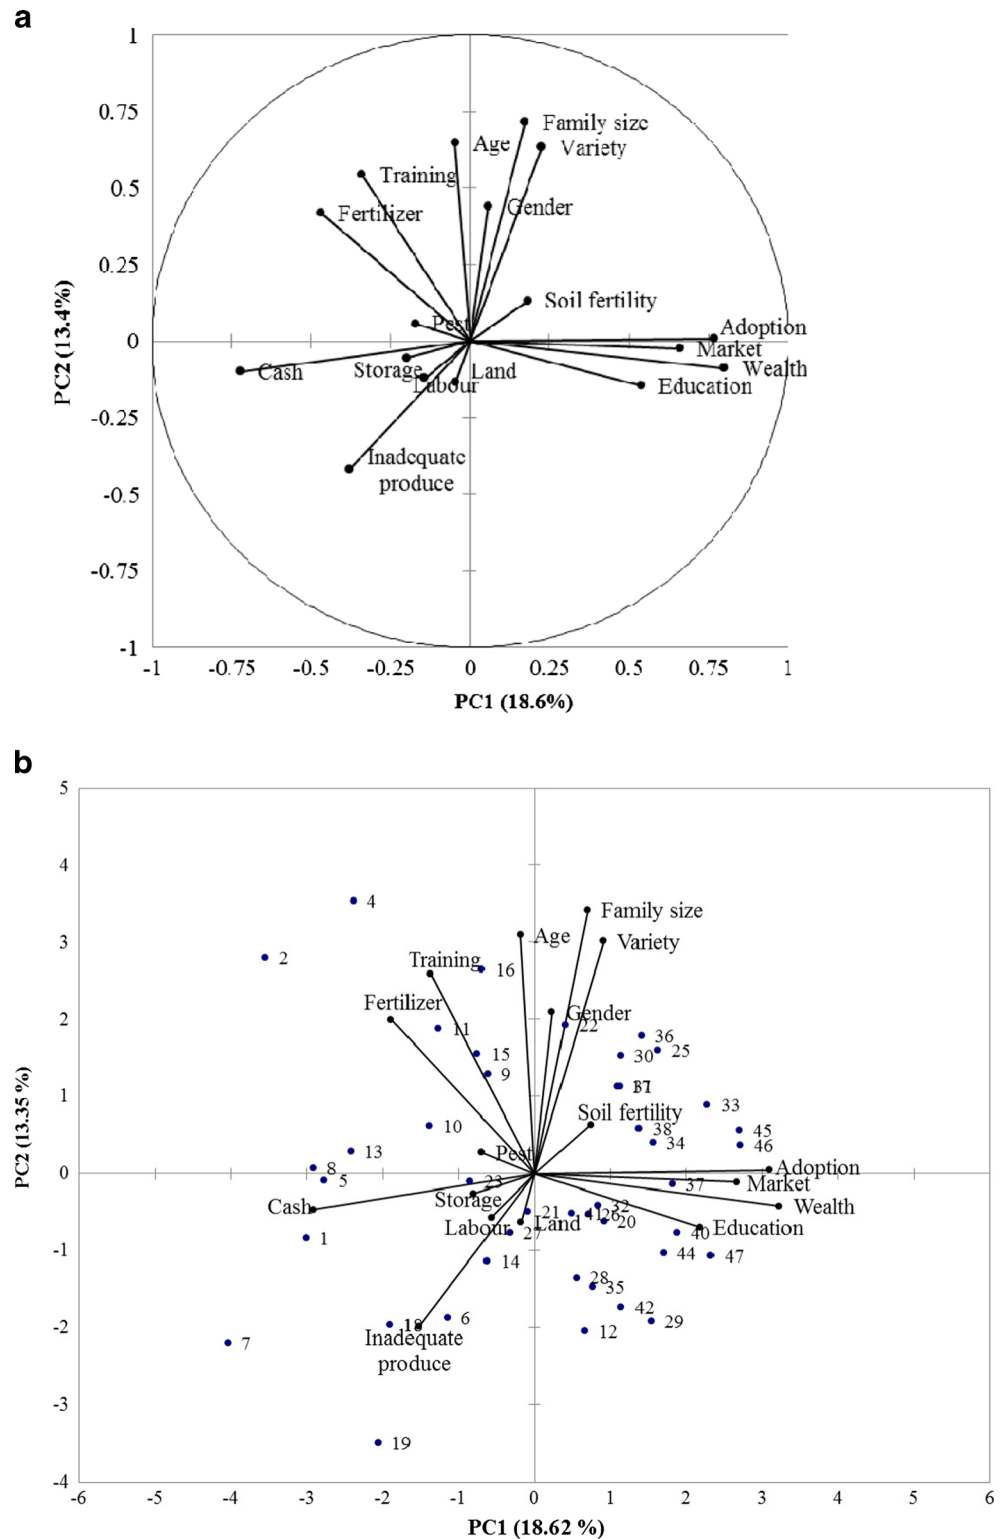 a
1
0.75
0.5
0.25
0
-0.25
-0.5
-0.75
-1
PC2 (13.4%)
Family size
Age
Variety
Training
Fertilizer
Gender
Soil fertility
Pest
Adoption
Market
Cash
Storage
Land
Wealth
Labour
Education
Inadequate
produce
-1 -0.75 -0.5 -0.25 0 0.25 0.5 0.75 1
PC1 (18.6%)
b
5
4
3
2
1
0
-1
-2
-3
-4
PC2 (13.35 %)
4
Family size
Age
Variety
2
Training
16
Fertilizer
Gender
22
11
36
15
30
25
9
31
33
Soil fertility
10
38
45
34
46
13
Pest
8
Adoption
5
23
37
Market
Storage
Cash
32
Wealth
21
41
26
20
Labour
Land
Education
27
40
1
14
44
47
28
35
42
6
18
29
12
7
Inadequate
produce
19
-6 -5 -4 -3 -2 -1 0 1 2 3 4 5 6
PC1 (18.62 %)